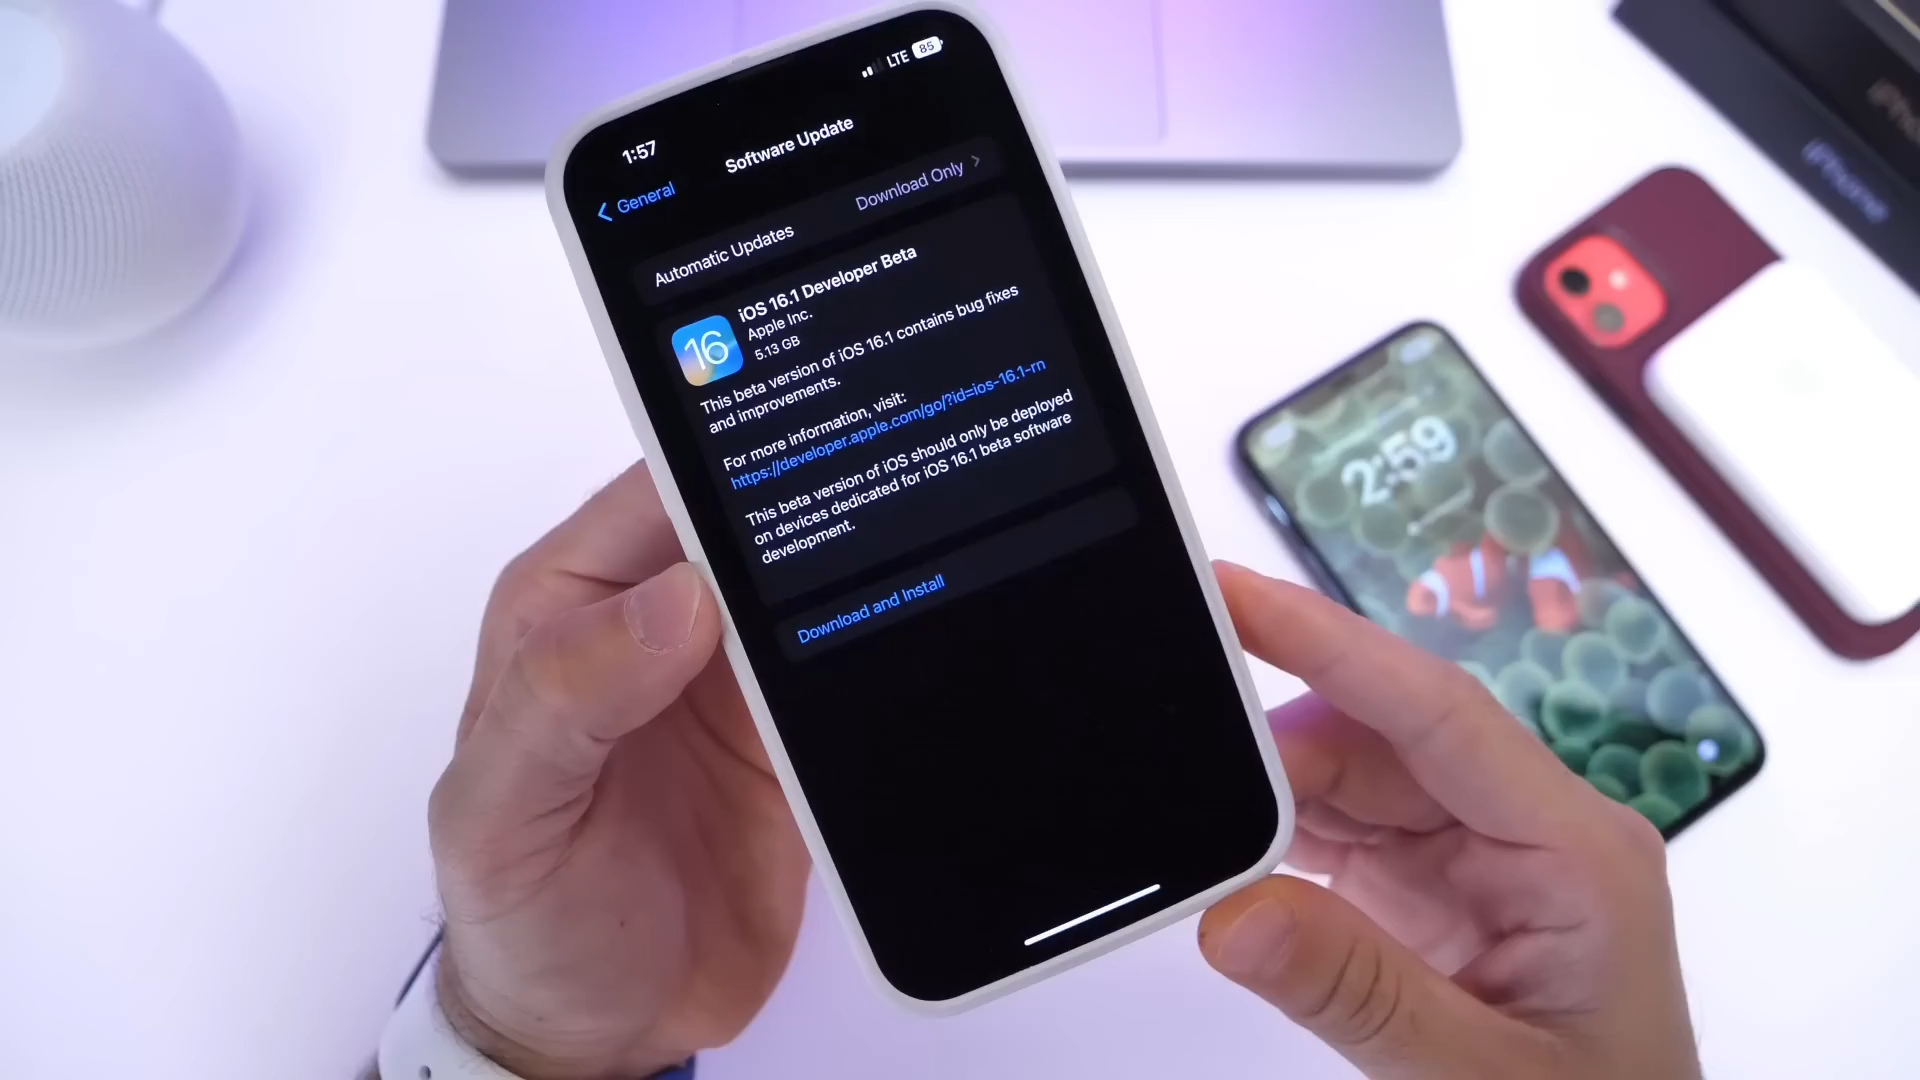 1:57
LTE 85
General
Software Update
Automatic Updates
Download Only
16
iOS 16.1 Developer Beta
Apple Inc.
5.13 GB
This beta version of iOS 16.1 contains bug fixes
and improvements.
For more information, visit:
https://developer.apple.com/go/?id=ios-16.1-rn
This beta version of iOS should only be deployed
on devices dedicated for iOS 16.1 beta software
development.
Download and Install
2:59
iPhone
iPhone